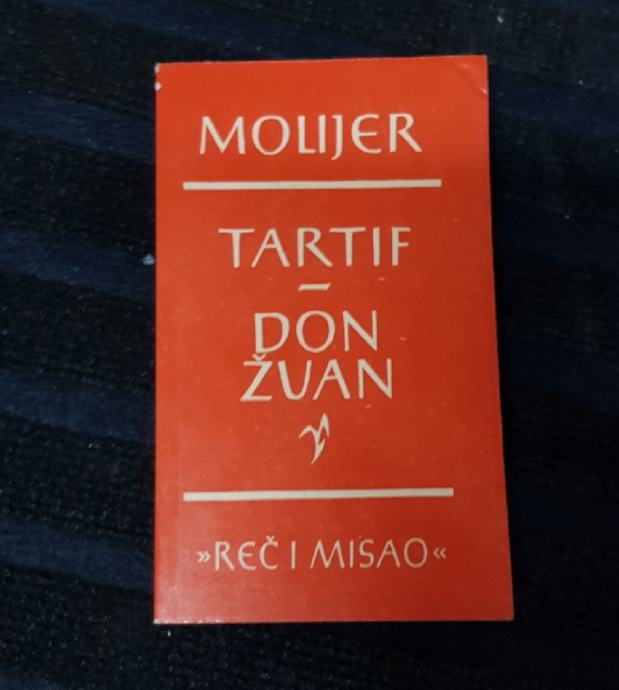 MOLIJER
TARTIF
–
DON
ŽUAN
»REČ I MISAO«